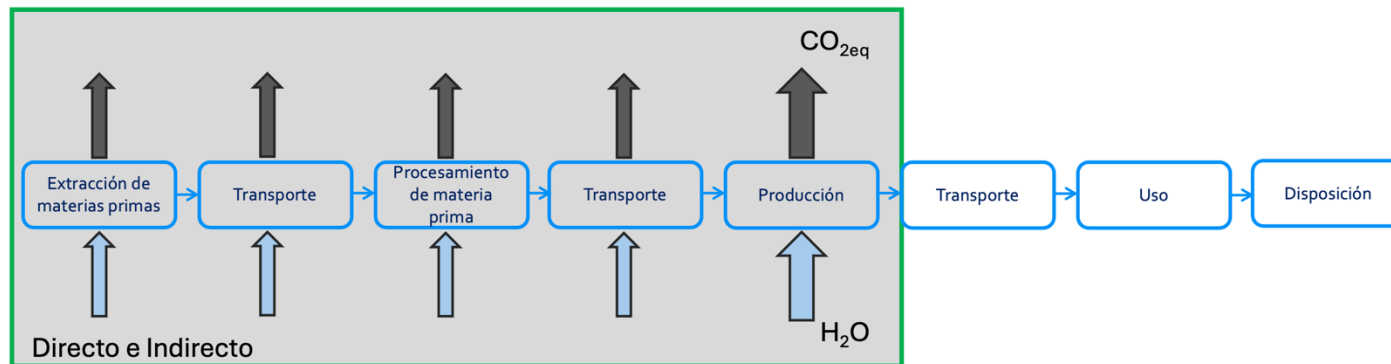 CO₂eq
Extracción de
materias primas
Transporte
Procesamiento
de materia
prima
Transporte
Producción
Transporte
Uso
Disposición
H₂O
Directo e Indirecto